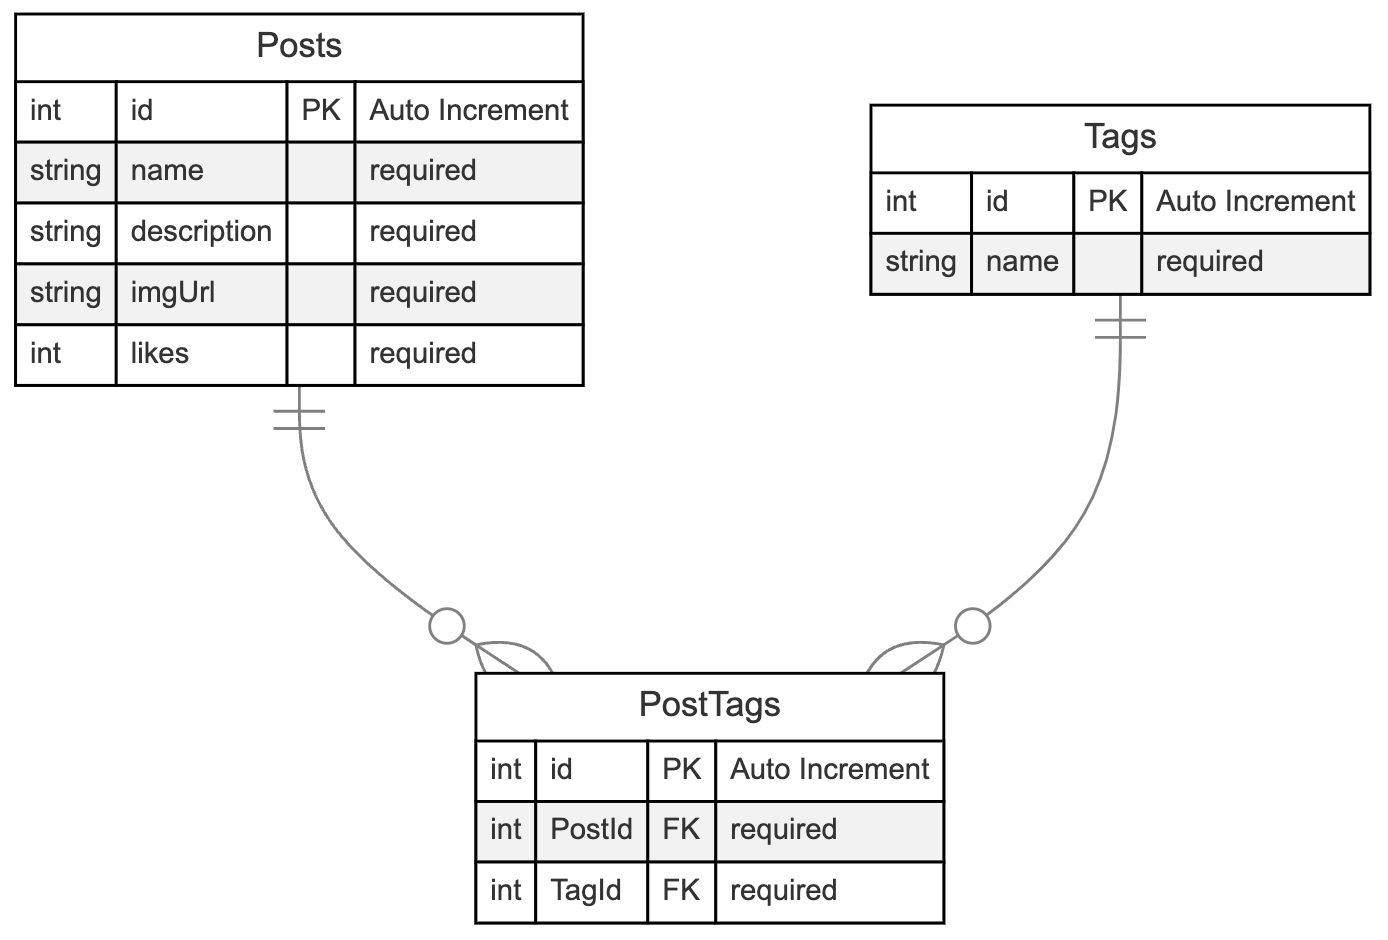 Posts
int id PK Auto Increment
string name required
string description required
string imgUrl required
int likes required
Tags
int id PK Auto Increment
string name required
PostTags
int id PK Auto Increment
int PostId FK required
int TagId FK required